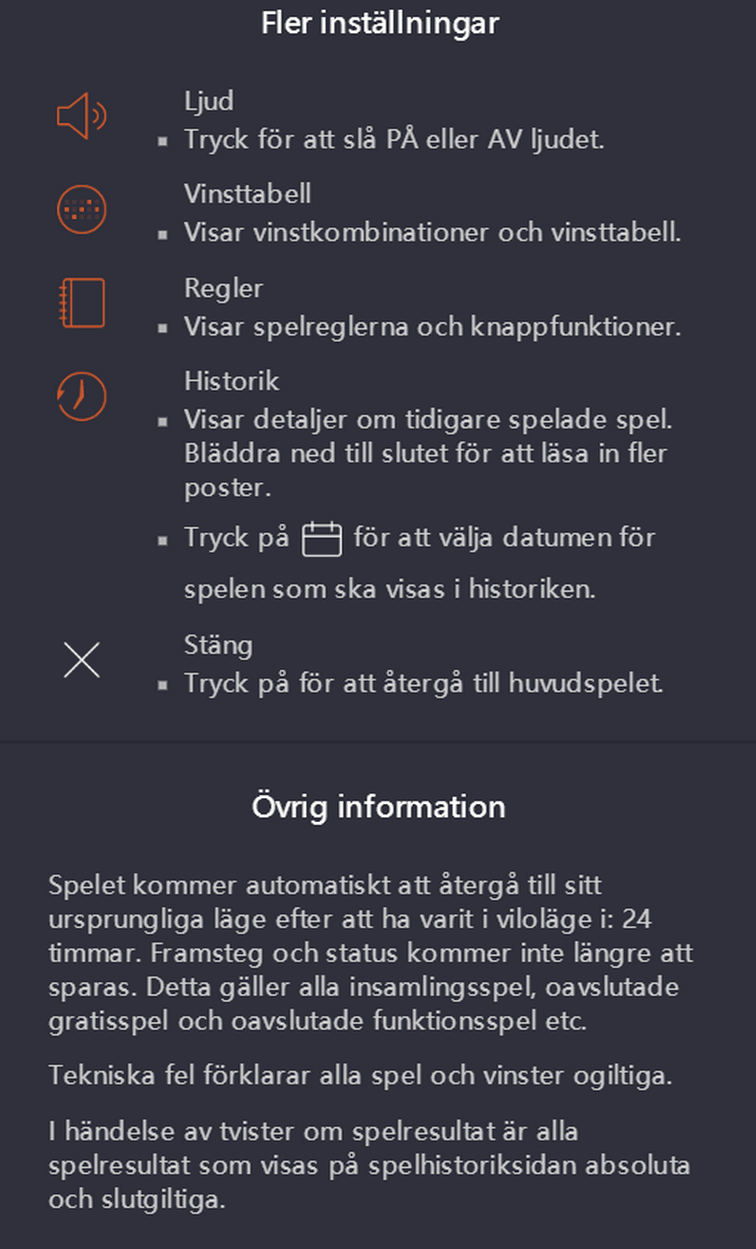 Fler inställningar
Ljud
▪ Tryck för att slå PÅ eller AV ljudet.
Vinsttabell
▪ Visar vinstkombinationer och vinsttabell.
Regler
▪ Visar spelreglerna och knappfunktioner.
Historik
▪ Visar detaljer om tidigare spelade spel.
Bläddra ned till slutet för att läsa in fler
poster.
▪ Tryck på för att välja datumen för
spelen som ska visas i historiken.
Stäng
▪ Tryck på för att återgå till huvudspelet.
Övrig information
Spelet kommer automatiskt att återgå till sitt
ursprungliga läge efter att ha varit i viloläge i: 24
timmar. Framsteg och status kommer inte längre att
sparas. Detta gäller alla insamlingsspel, oavslutade
gratisspel och oavslutade funktionsspel etc.
Tekniska fel förklarar alla spel och vinster ogiltiga.
I händelse av tvister om spelresultat är alla
spelresultat som visas på spelhistoriksidan absoluta
och slutgiltiga.